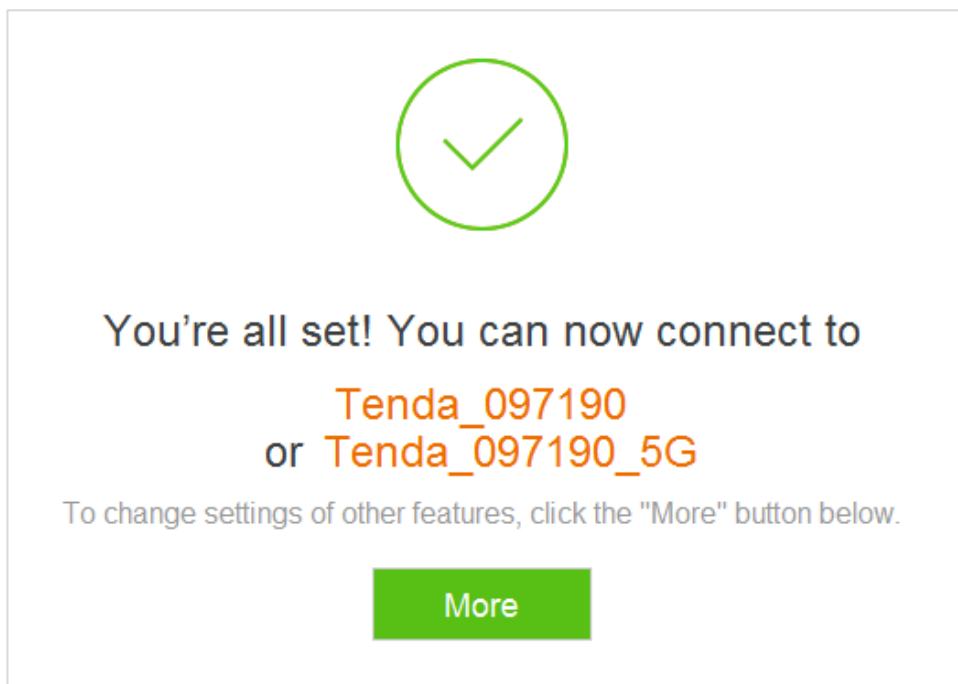 You’re all set! You can now connect to
Tenda_097190
or Tenda_097190_5G
To change settings of other features, click the "More" button below.
More